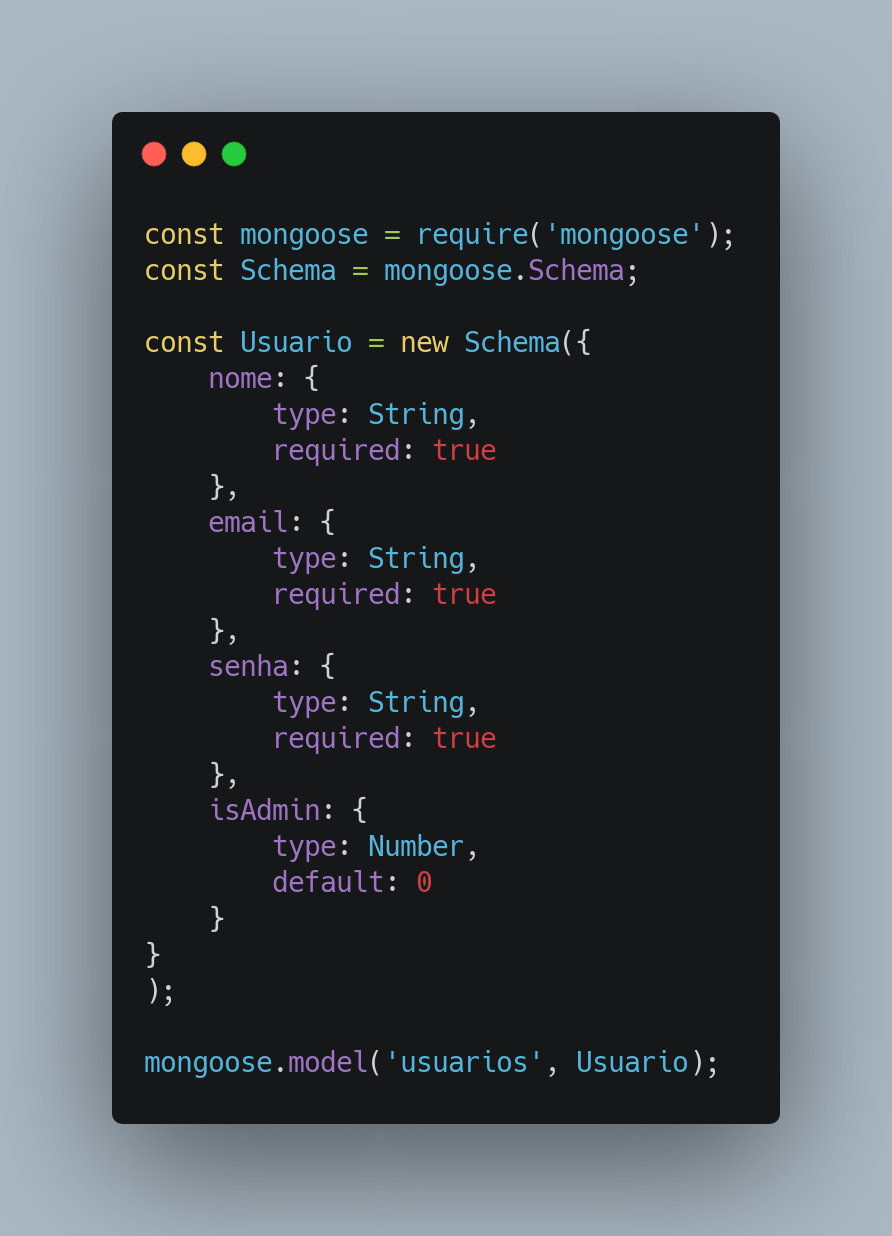 const mongoose = require('mongoose');
const Schema = mongoose.Schema;

const Usuario = new Schema({
    nome: {
        type: String,
        required: true
    },
    email: {
        type: String,
        required: true
    },
    senha: {
        type: String,
        required: true
    },
    isAdmin: {
        type: Number,
        default: 0
    }
}
);

mongoose.model('usuarios', Usuario);